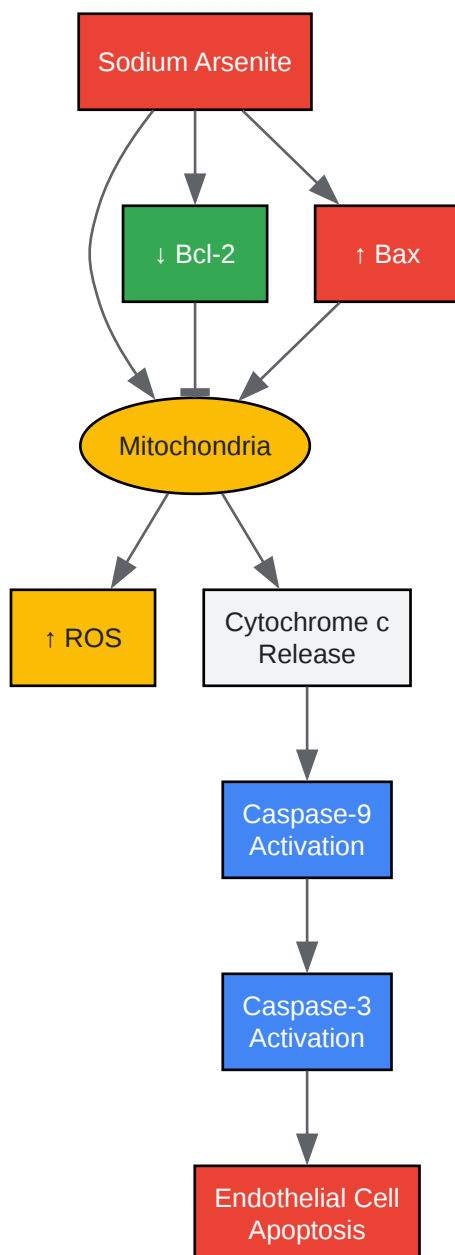 Sodium Arsenite
↓ Bcl-2
↑ Bax
Mitochondria
↑ ROS
Cytochrome c
Release
Caspase-9
Activation
Caspase-3
Activation
Endothelial Cell
Apoptosis